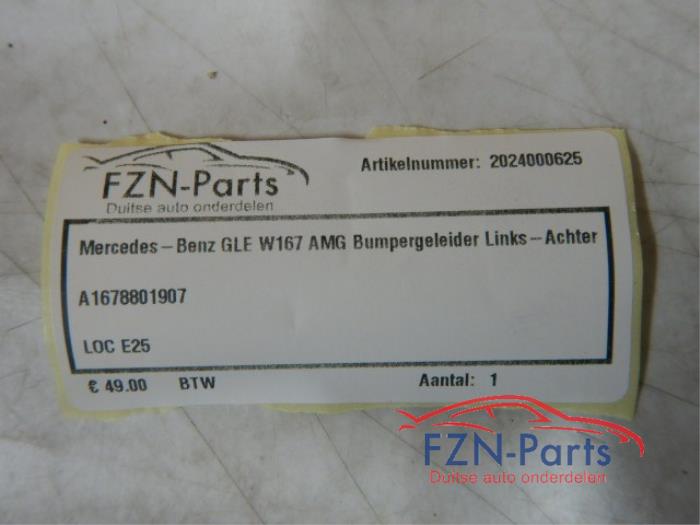 FZN-Parts
Duitse auto onderdelen
Artikelnummer: 2024000625
Mercedes-Benz GLE W167 AMG Bumpergeleider Links-Achter
A1678801907
LOC E25
€ 49.00 BTW Aantal: 1
FZN-Parts
Duitse auto onderdelen